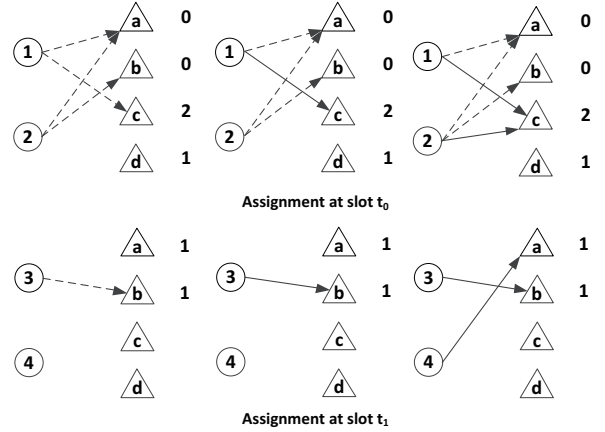 a 0 a 0 a 0
1 1 1
b 0 b 0 b 0
c 2 c 2 c 2
2 2 2
d 1 d 1 d 1
Assignment at slot t₀
a 1 a 1 a 1
3 3 3
b 1 b 1 b 1
c c c
4 4 4
d d d
Assignment at slot t₁